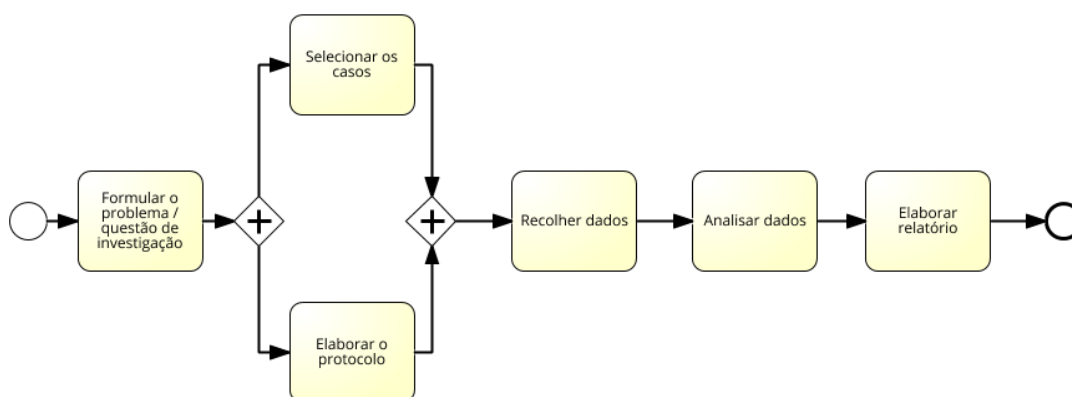 Selecionar os
casos
Formular o
problema /
questão de
investigação
Recolher dados
Analisar dados
Elaborar
relatório
Elaborar o
protocolo